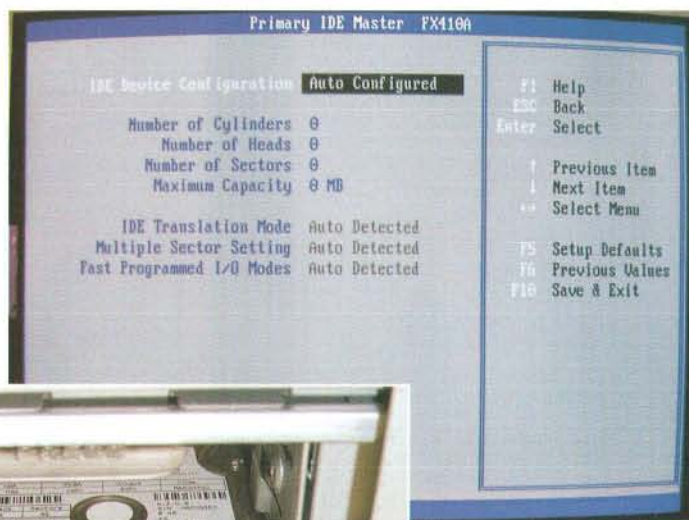 Primary IDE Master FX410A
IDE Device Configuration Auto Configured
Number of Cylinders 0
Number of Heads 0
Number of Sectors 0
Maximum Capacity 0 MB
IDE Translation Mode Auto Detected
Multiple Sector Setting Auto Detected
Fast Programmed I/O Modes Auto Detected
F1 Help
ESC Back
Enter Select
↑ Previous Item
↓ Next Item
↔ Select Menu
F5 Setup Defaults
F6 Previous Values
F10 Save & Exit